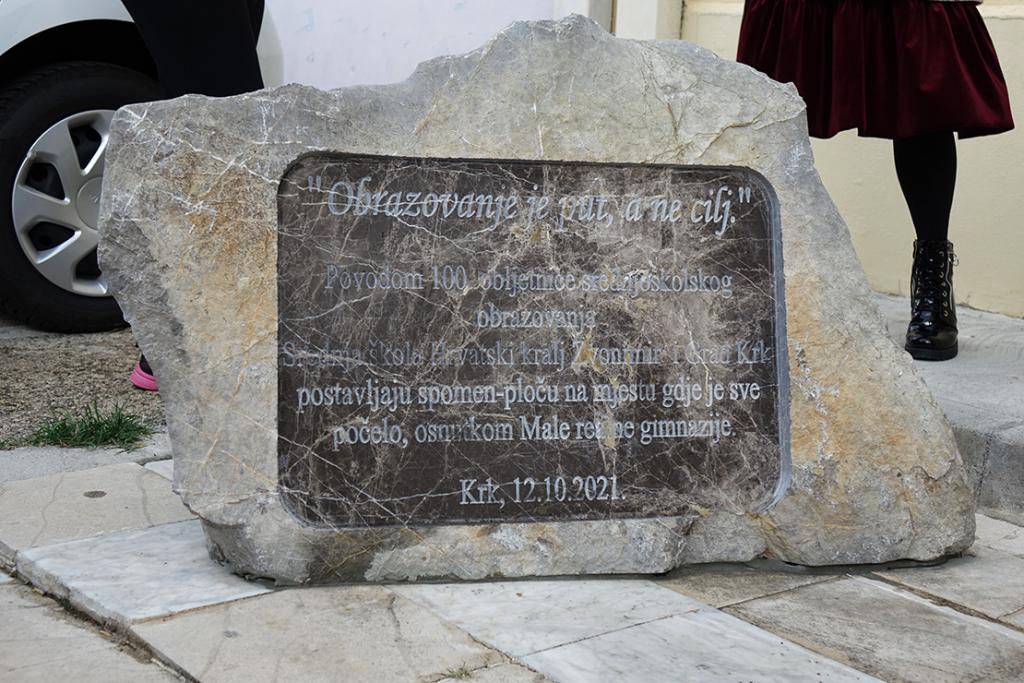 "Obrazovanje je put, a ne cilj."
Povodom 100. obljetnice srednjoškolskog
obrazovanja
Srednja škola Hrvatski kralj Zvonimir i Grad Krk
postavljaju spomen-ploču na mjestu gdje je sve
počelo, osnutkom Male realne gimnazije.
Krk, 12.10.2021.